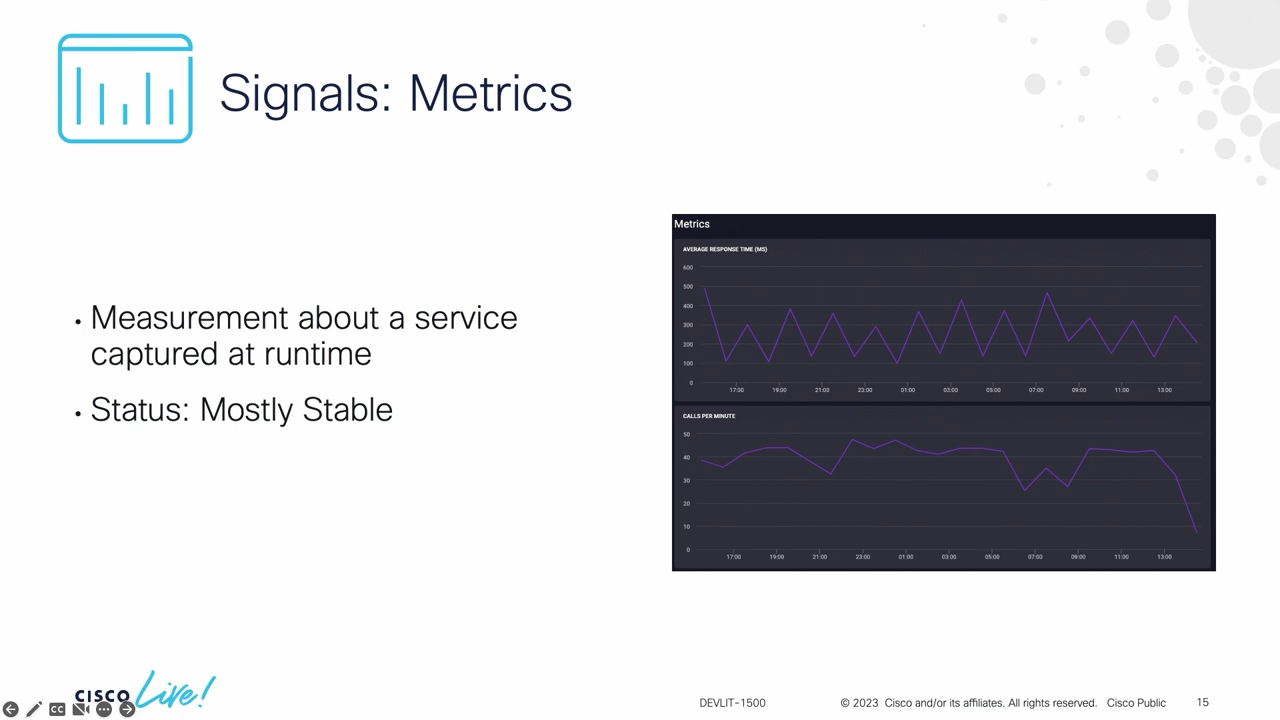 Signals: Metrics
• Measurement about a service
captured at runtime
• Status: Mostly Stable
Metrics
AVERAGE RESPONSE TIME (MS)
600
500
400
300
200
100
0
17:00 19:00 21:00 23:00 01:00 03:00 05:00 07:00 09:00 11:00 13:00
CALLS PER MINUTE
50
40
30
20
10
0
17:00 19:00 21:00 23:00 01:00 03:00 05:00 07:00 09:00 11:00 13:00
CISCO Live!
CC
DEVLIT-1500 © 2023 Cisco and/or its affiliates. All rights reserved. Cisco Public 15